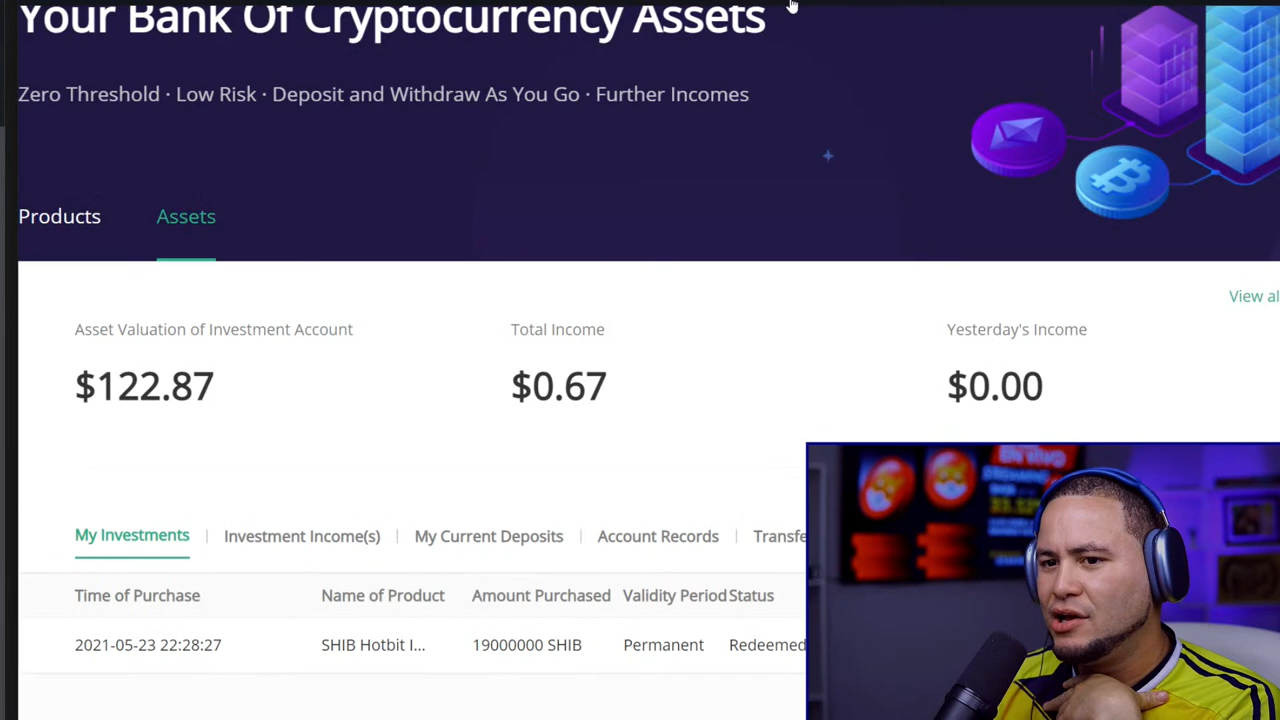 Your Bank Of Cryptocurrency Assets
Zero Threshold · Low Risk · Deposit and Withdraw As You Go · Further Incomes
Products Assets
View al
Asset Valuation of Investment Account Total Income Yesterday's Income
$122.87 $0.67 $0.00
My Investments | Investment Income(s) | My Current Deposits | Account Records | Transfe
Time of Purchase Name of Product Amount Purchased Validity Period Status
2021-05-23 22:28:27 SHIB Hotbit I... 19000000 SHIB Permanent Redeemed
EN VIVO